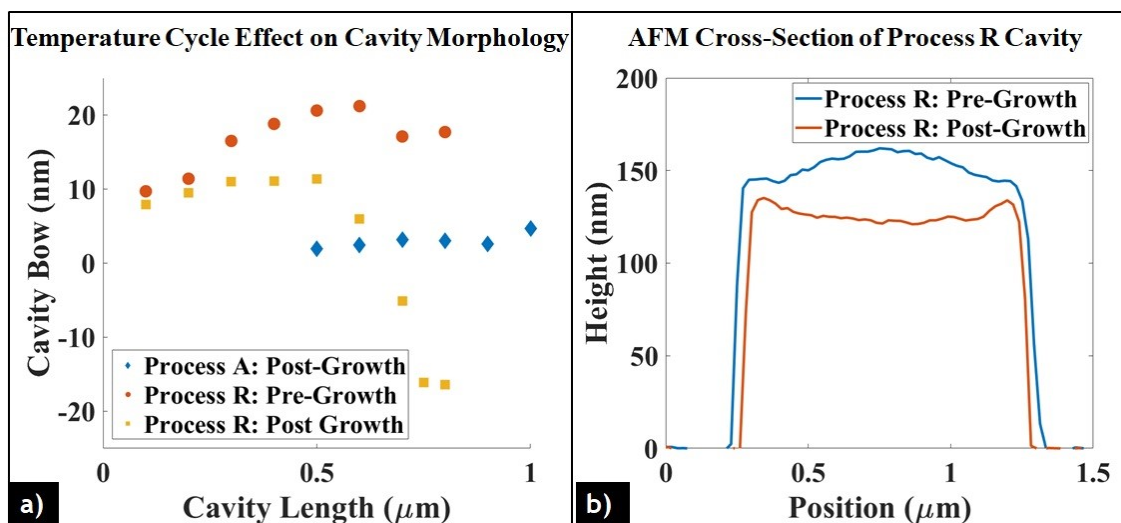 Temperature Cycle Effect on Cavity Morphology
20
10
0
-10
-20
Cavity Bow (nm)
Process A: Post-Growth
Process R: Pre-Growth
Process R: Post Growth
0
0.5
1
Cavity Length (μm)
a)
AFM Cross-Section of Process R Cavity
200
150
100
50
0
Height (nm)
Process R: Pre-Growth
Process R: Post-Growth
0
0.5
1
1.5
Position (μm)
b)